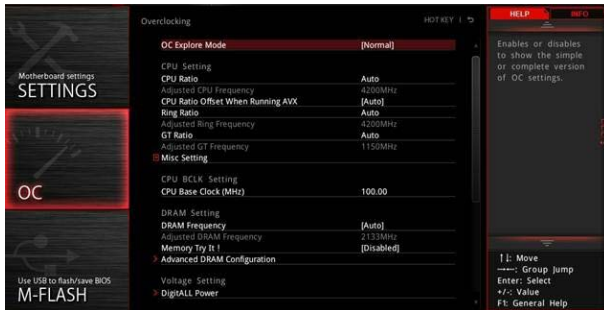 Overclocking
HOT KEY | ↶
HELP
INFO
Motherboard settings
SETTINGS
OC
Use USB to flash/save BIOS
M-FLASH
OC Explore Mode [Normal]
CPU Setting
CPU Ratio Auto
Adjusted CPU Frequency 4200MHz
CPU Ratio Offset When Running AVX [Auto]
Ring Ratio Auto
Adjusted Ring Frequency 4200MHz
GT Ratio Auto
Adjusted GT Frequency 1150MHz
Misc Setting
CPU BCLK Setting
CPU Base Clock (MHz) 100.00
DRAM Setting
DRAM Frequency [Auto]
Adjusted DRAM Frequency 2133MHz
Memory Try It ! [Disabled]
> Advanced DRAM Configuration
Voltage Setting
> DigitALL Power
Enables or disables
to show the simple
or complete version
of OC settings.
↑↓: Move
→←: Group Jump
Enter: Select
+/-: Value
F1: General Help